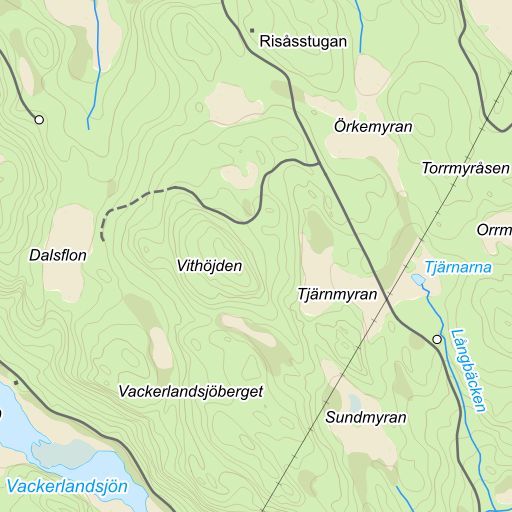 Risåsstugan
Örkemyran
Torrmyråsen
Orrm
Dalsflon
Vithöjden
Tjärnarna
Tjärnmyran
Långbäcken
Vackerlandsjöberget
Sundmyran
Vackerlandsjön